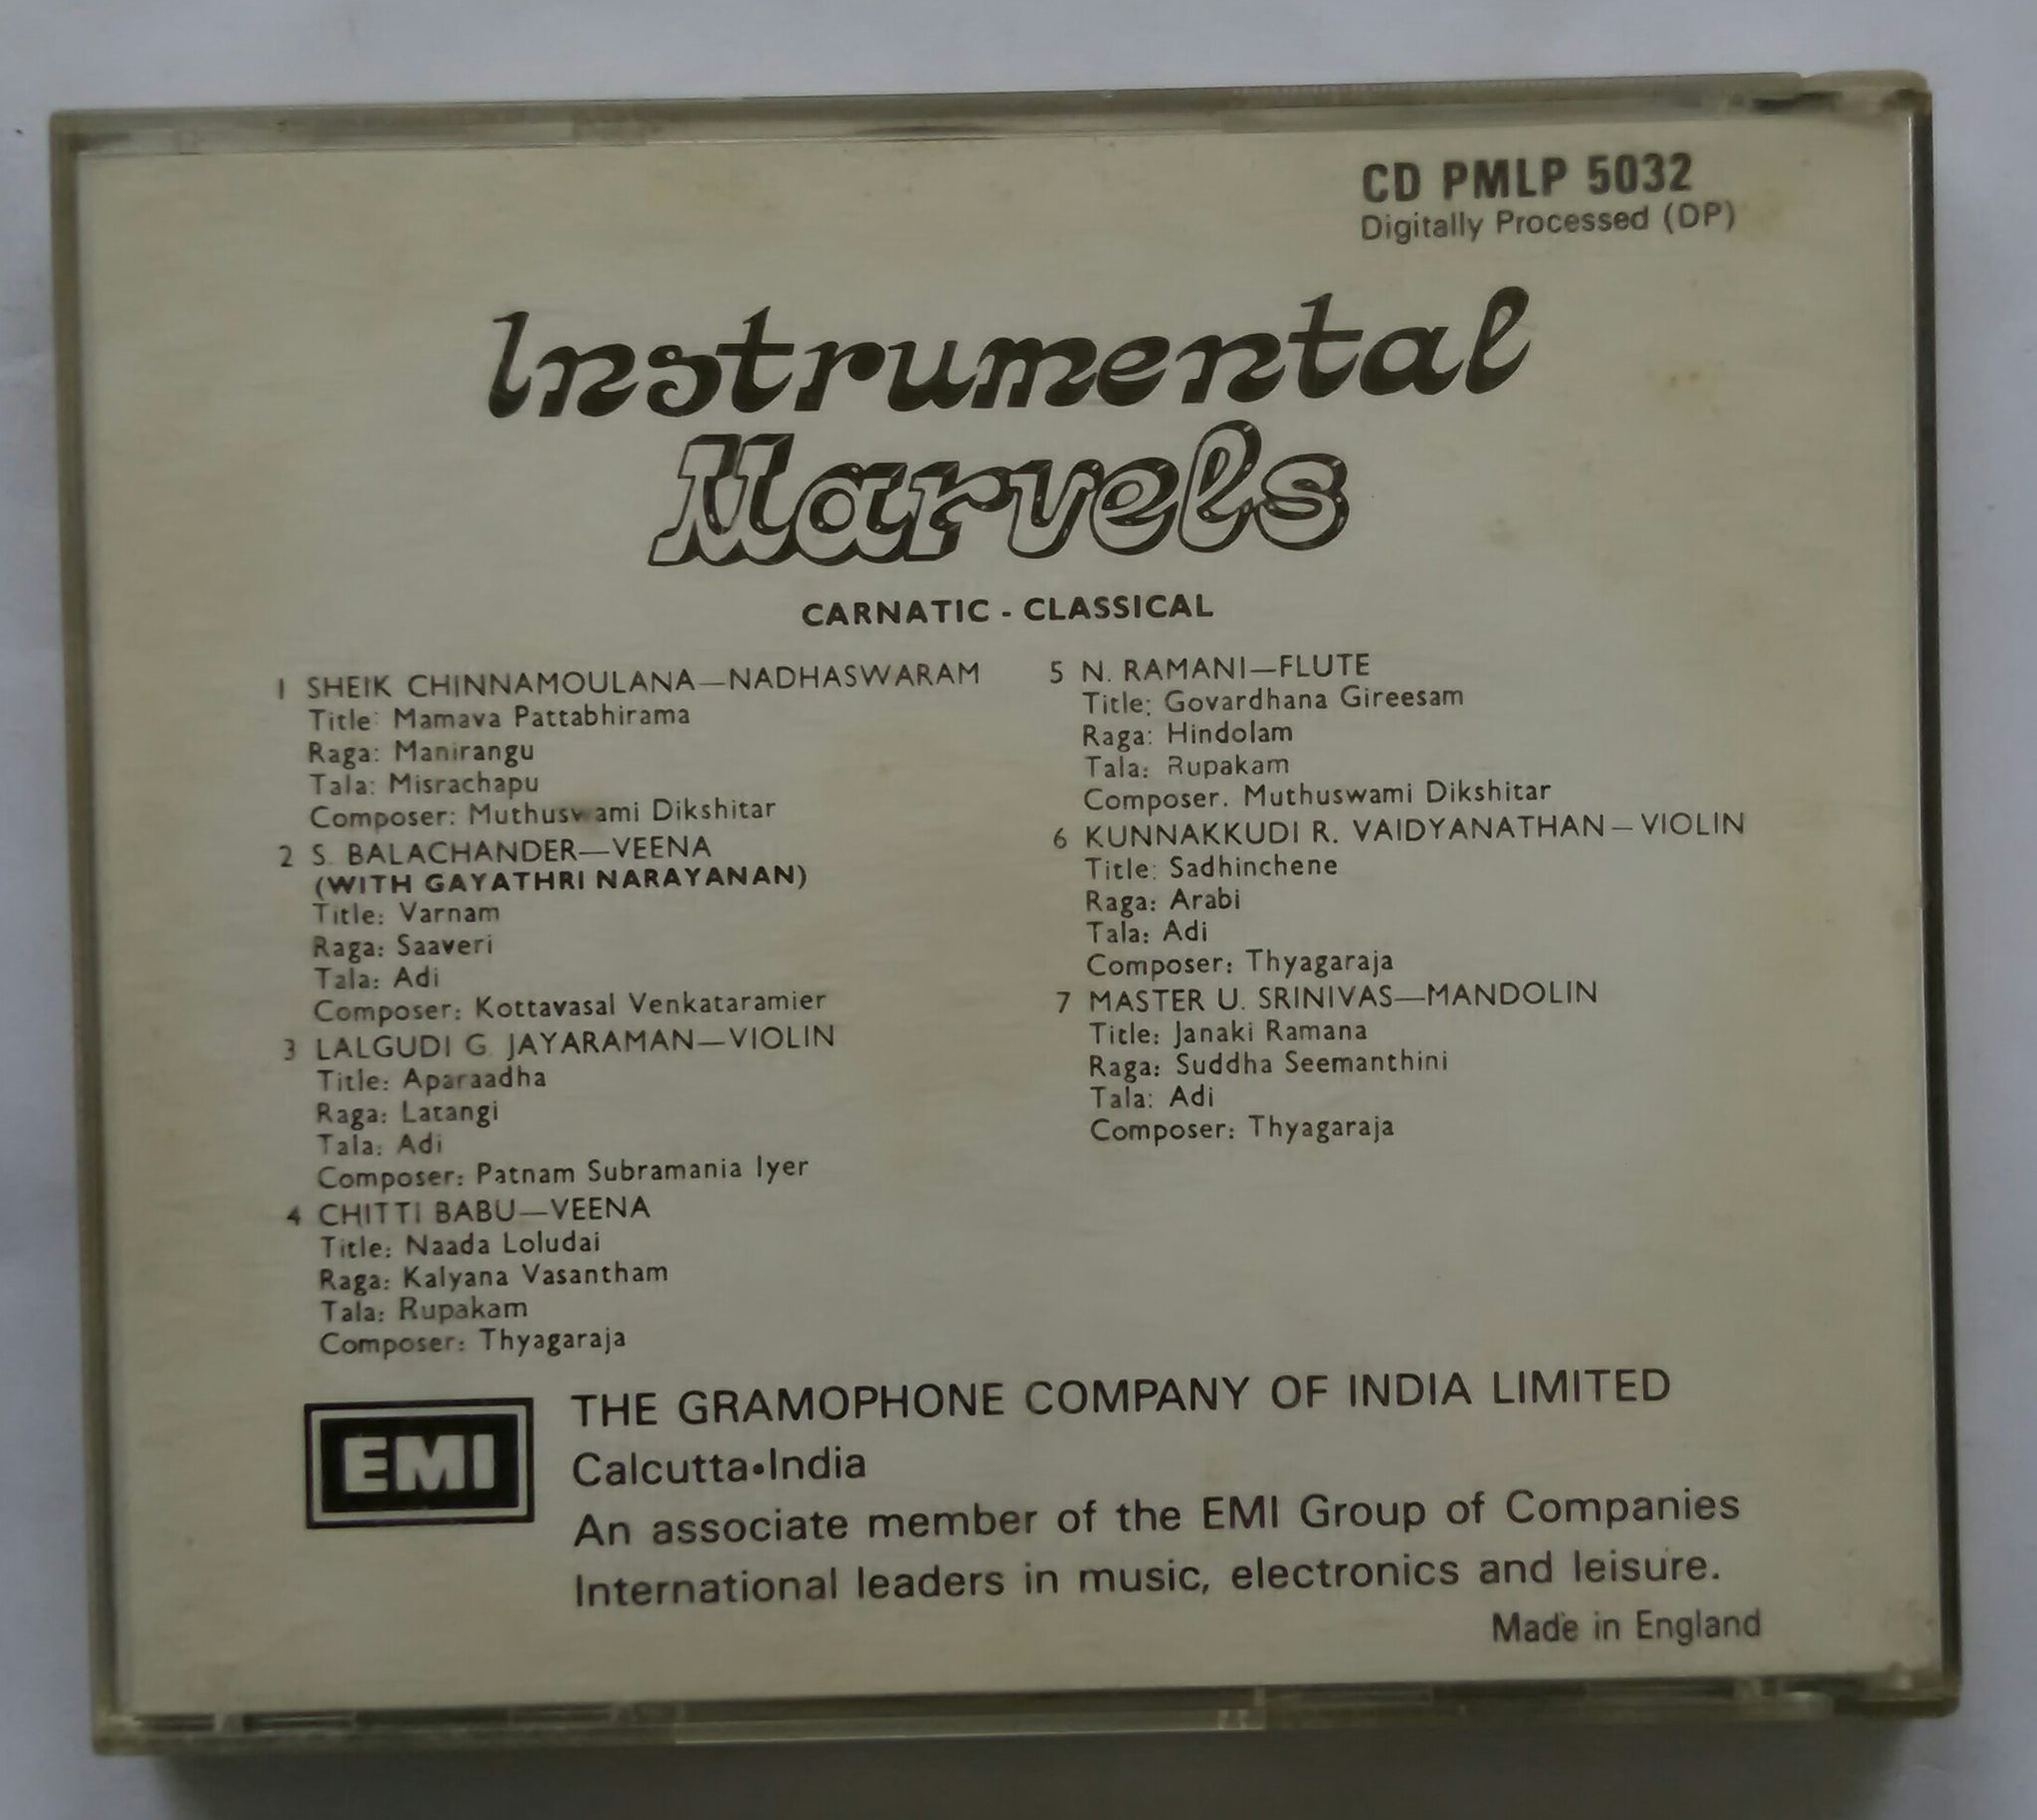 CD PMLP 5032
Digitally Processed (DP)
Instrumental
Marvels
CARNATIC - CLASSICAL
1 SHEIK CHINNAMOULANA—NADHASWARAM
Title: Mamava Pattabhirama
Raga: Manirangu
Tala: Misrachapu
Composer: Muthuswami Dikshitar
2 S. BALACHANDER—VEENA
(WITH GAYATHRI NARAYANAN)
Title: Varnam
Raga: Saaveri
Tala: Adi
Composer: Kottavasal Venkataramier
3 LALGUDI G. JAYARAMAN—VIOLIN
Title: Aparaadha
Raga: Latangi
Tala: Adi
Composer: Patnam Subramania Iyer
4 CHITTI BABU—VEENA
Title: Naada Loludai
Raga: Kalyana Vasantham
Tala: Rupakam
Composer: Thyagaraja
5 N. RAMANI—FLUTE
Title: Govardhana Gireesam
Raga: Hindolam
Tala: Rupakam
Composer. Muthuswami Dikshitar
6 KUNNAKKUDI R. VAIDYANATHAN—VIOLIN
Title: Sadhinchene
Raga: Arabi
Tala: Adi
Composer: Thyagaraja
7 MASTER U. SRINIVAS—MANDOLIN
Title: Janaki Ramana
Raga: Suddha Seemanthini
Tala: Adi
Composer: Thyagaraja
EMI
THE GRAMOPHONE COMPANY OF INDIA LIMITED
Calcutta•India
An associate member of the EMI Group of Companies
International leaders in music, electronics and leisure.
Made in England